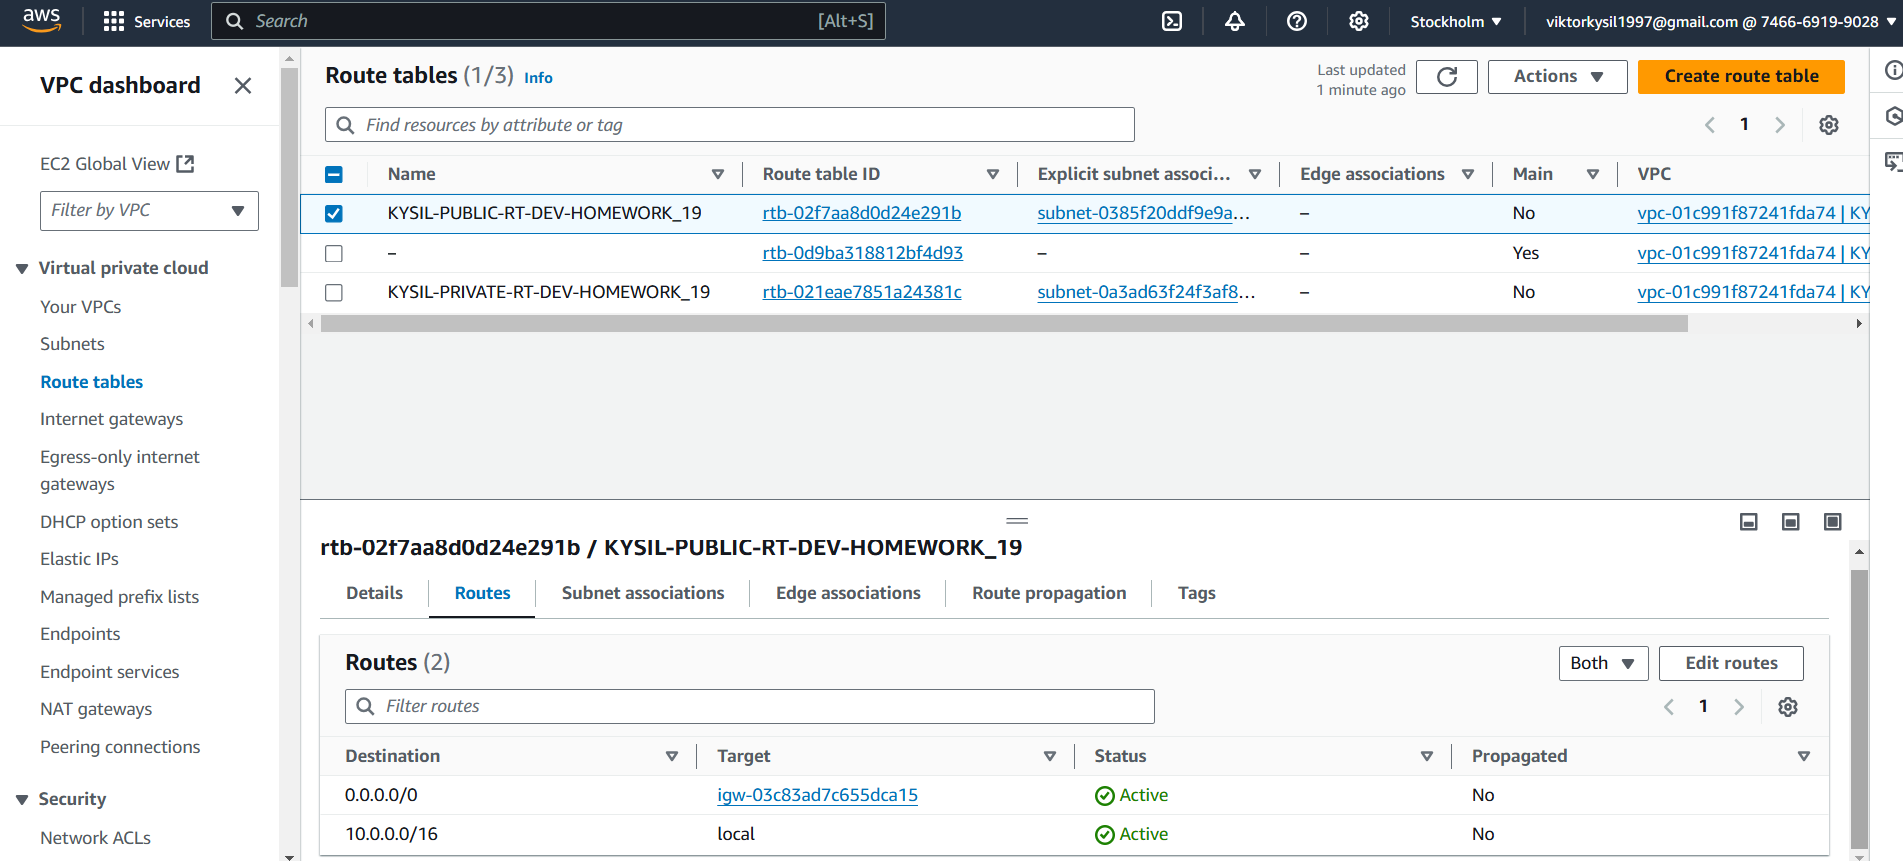 aws Services Search [Alt+S] Stockholm viktorkysil1997@gmail.com @ 7466-6919-9028
VPC dashboard
EC2 Global View
Filter by VPC
Virtual private cloud
Your VPCs
Subnets
Route tables
Internet gateways
Egress-only internet
gateways
DHCP option sets
Elastic IPs
Managed prefix lists
Endpoints
Endpoint services
NAT gateways
Peering connections
Security
Network ACLs
Route tables (1/3) Info
Last updated
1 minute ago
Actions
Create route table
Find resources by attribute or tag
1
Name Route table ID Explicit subnet associ... Edge associations Main VPC
KYSIL-PUBLIC-RT-DEV-HOMEWORK_19 rtb-02f7aa8d0d24e291b subnet-0385f20ddf9e9a... – No vpc-01c991f87241fda74 | KY
– rtb-0d9ba318812bf4d93 – – Yes vpc-01c991f87241fda74 | KY
KYSIL-PRIVATE-RT-DEV-HOMEWORK_19 rtb-021eae7851a24381c subnet-0a3ad63f24f3af8... – No vpc-01c991f87241fda74 | KY
rtb-02f7aa8d0d24e291b / KYSIL-PUBLIC-RT-DEV-HOMEWORK_19
Details Routes Subnet associations Edge associations Route propagation Tags
Routes (2)
Both
Edit routes
Filter routes
1
Destination Target Status Propagated
0.0.0.0/0 igw-03c83ad7c655dca15 Active No
10.0.0.0/16 local Active No